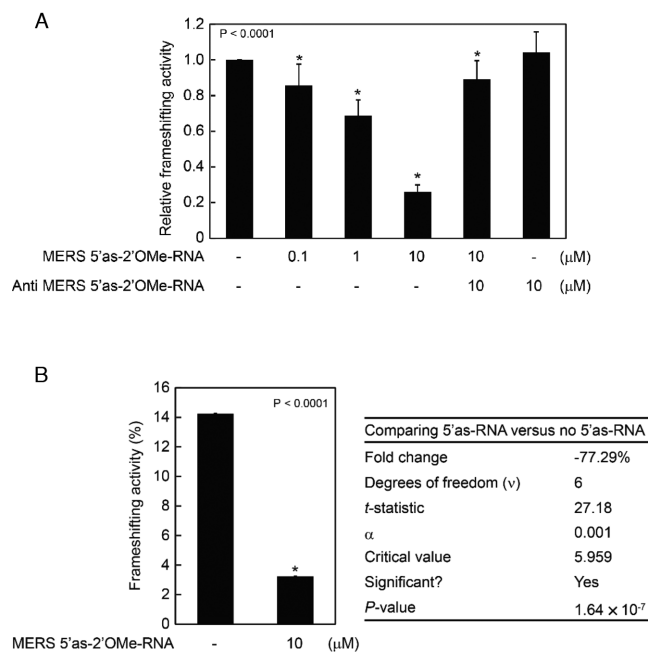 A
P < 0.0001
Relative frameshifting activity
1.2
1.0
0.8
0.6
0.4
0.2
0
*
*
*
*
MERS 5'as-2'OMe-RNA - 0.1 1 10 10 - (μM)
Anti MERS 5'as-2'OMe-RNA - - - - 10 10 (μM)
B
P < 0.0001
Frameshifting activity (%)
16
14
12
10
8
6
4
2
0
*
MERS 5'as-2'OMe-RNA - 10 (μM)
Comparing 5'as-RNA versus no 5'as-RNA
Fold change -77.29%
Degrees of freedom (ν) 6
t-statistic 27.18
α 0.001
Critical value 5.959
Significant? Yes
P-value 1.64 × 10⁻⁷